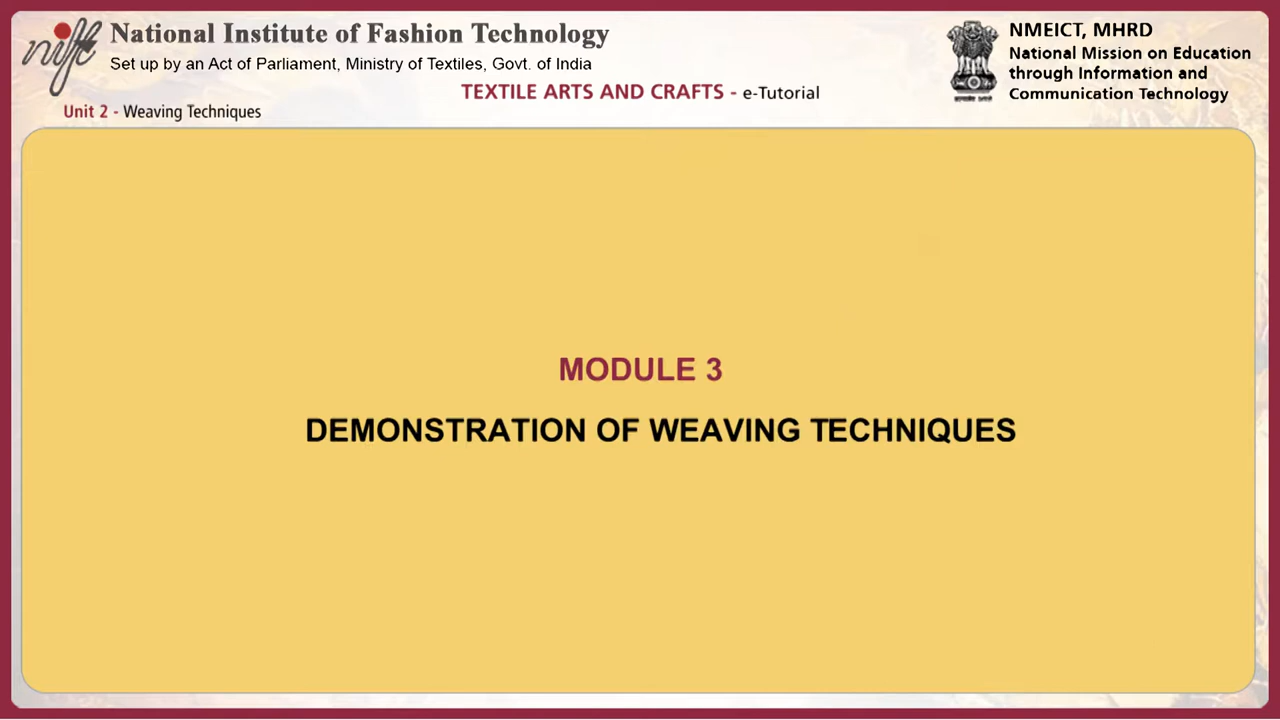 nift
National Institute of Fashion Technology
Set up by an Act of Parliament, Ministry of Textiles, Govt. of India
NMEICT, MHRD
National Mission on Education
through Information and
Communication Technology
TEXTILE ARTS AND CRAFTS - e-Tutorial
Unit 2 - Weaving Techniques
MODULE 3
DEMONSTRATION OF WEAVING TECHNIQUES